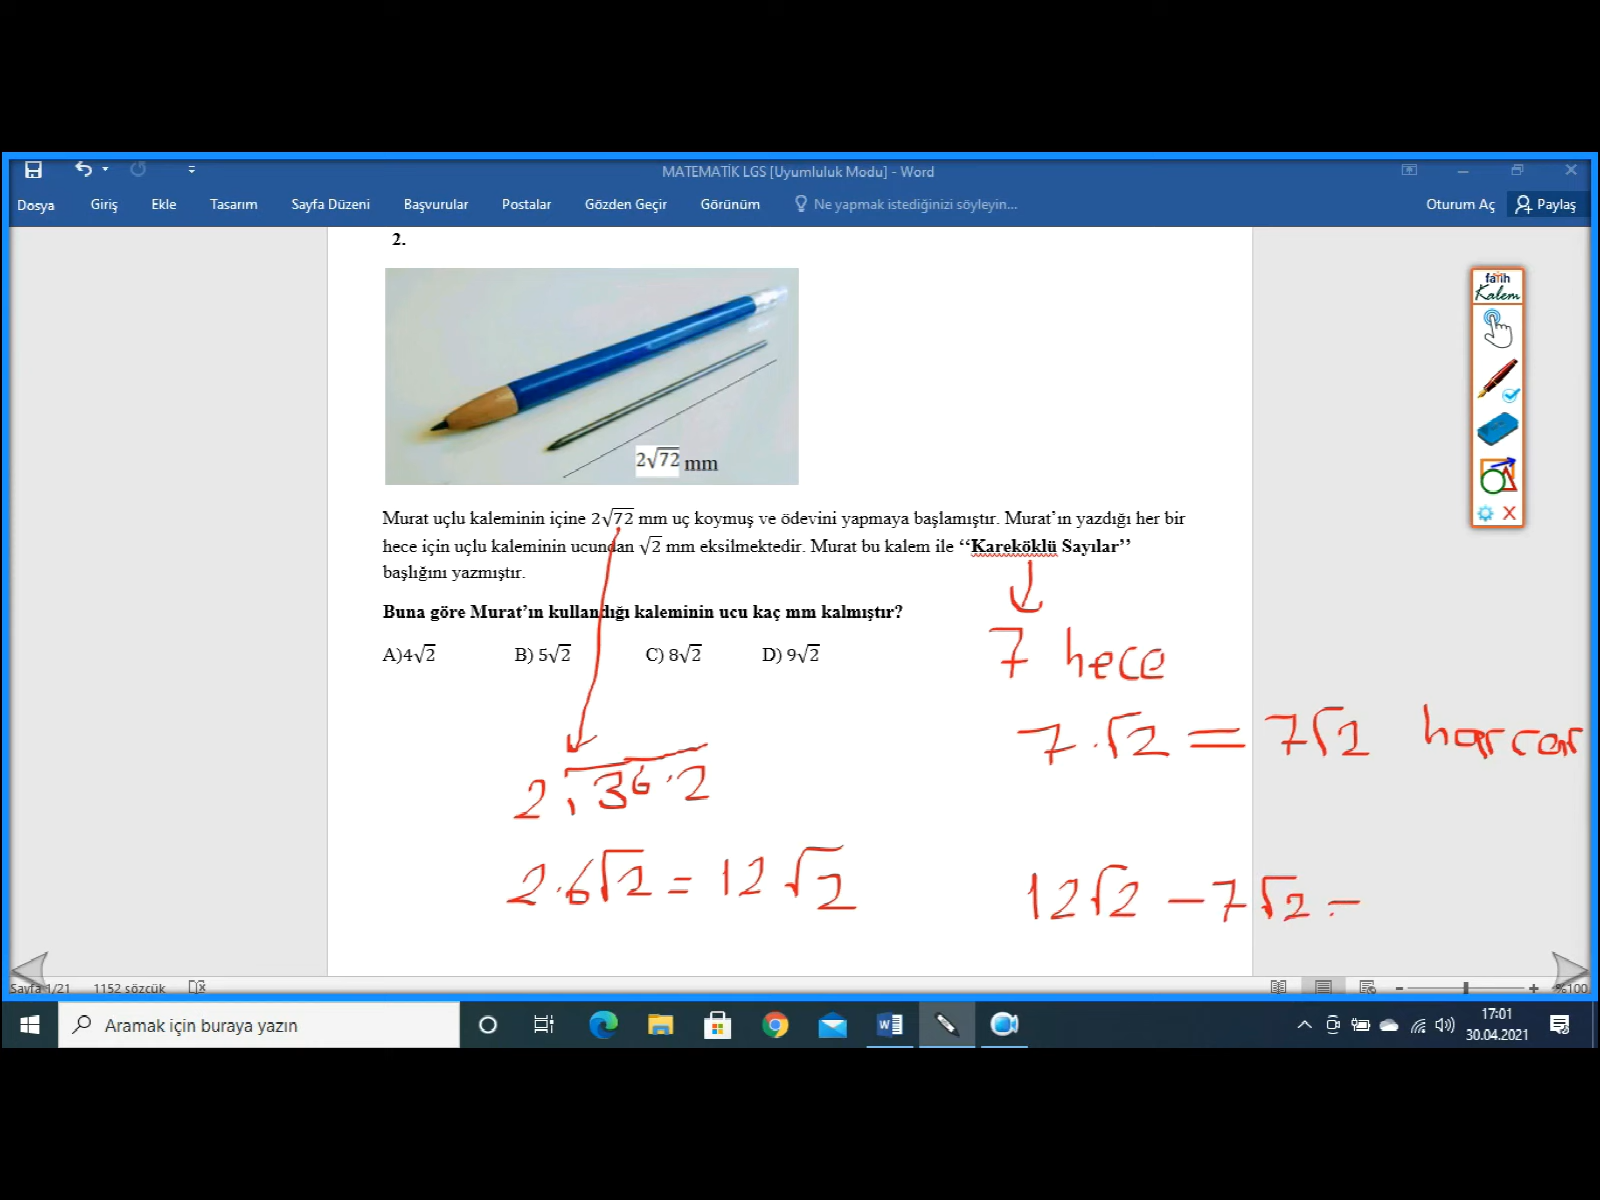 MATEMATİK LGS [Uyumluluk Modu] - Word
Dosya Giriş Ekle Tasarım Sayfa Düzeni Başvurular Postalar Gözden Geçir Görünüm Ne yapmak istediğinizi söyleyin... Oturum Aç Paylaş
2.
fatih
Kalem
2√72 mm
Murat uçlu kaleminin içine 2√72 mm uç koymuş ve ödevini yapmaya başlamıştır. Murat'ın yazdığı her bir
hece için uçlu kaleminin ucundan √2 mm eksilmektedir. Murat bu kalem ile ‘‘Kareköklü Sayılar’’
başlığını yazmıştır.
Buna göre Murat'ın kullandığı kaleminin ucu kaç mm kalmıştır?
A)4√2 B) 5√2 C) 8√2 D) 9√2
7 hece
7.√2 = 7√2 harcar
2√36.2
2.6√2 = 12√2
12√2 - 7√2 =
Sayfa 1/21 1152 sözcük %100
Aramak için buraya yazın
17:01
30.04.2021